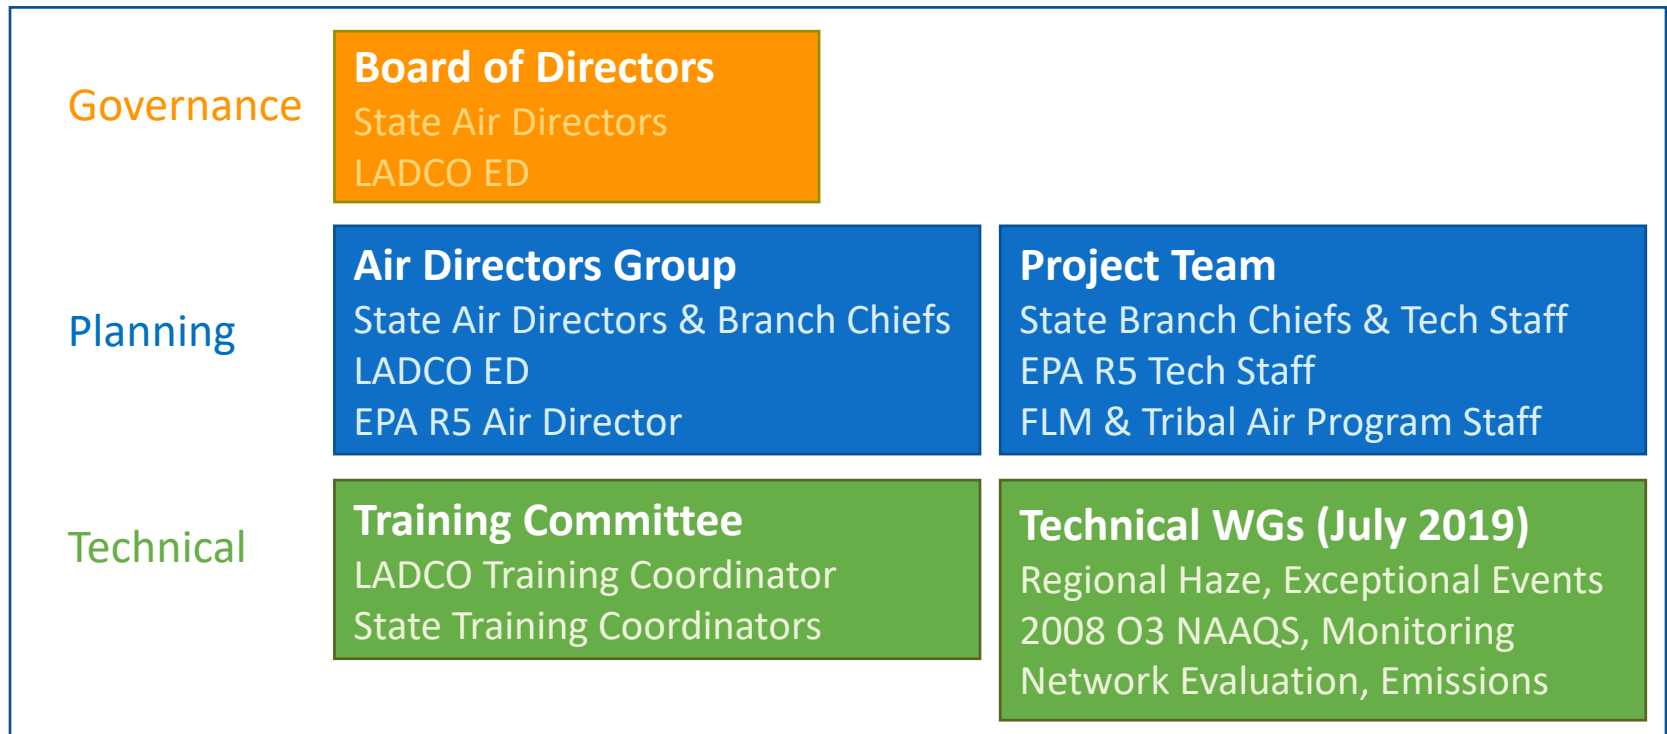 Governance
Board of Directors
State Air Directors
LADCO ED
Planning
Air Directors Group
State Air Directors & Branch Chiefs
LADCO ED
EPA R5 Air Director
Project Team
State Branch Chiefs & Tech Staff
EPA R5 Tech Staff
FLM & Tribal Air Program Staff
Technical
Training Committee
LADCO Training Coordinator
State Training Coordinators
Technical WGs (July 2019)
Regional Haze, Exceptional Events
2008 O3 NAAQS, Monitoring
Network Evaluation, Emissions